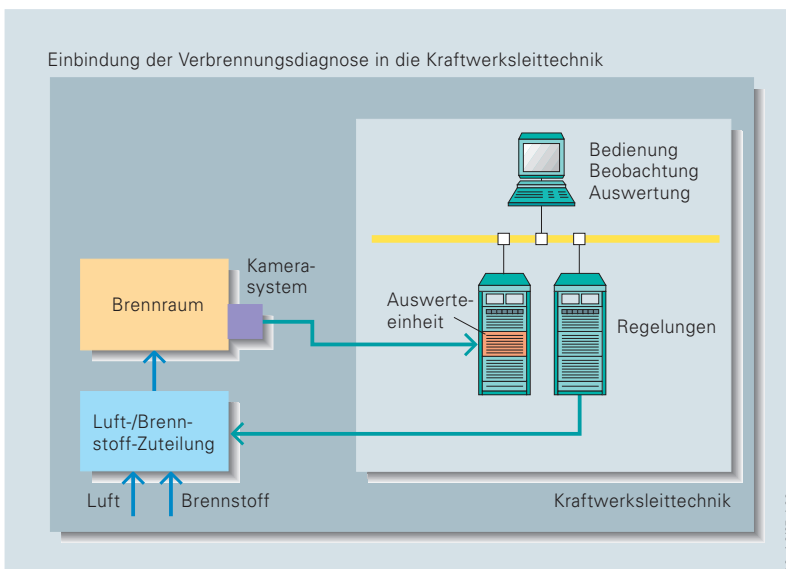 Einbindung der Verbrennungsdiagnose in die Kraftwerksleittechnik
Bedienung
Beobachtung
Auswertung
Kamera-
system
Brennraum
Auswerte-
einheit
Regelungen
Luft-/Brenn-
stoff-Zuteilung
Luft
Brennstoff
Kraftwerksleittechnik